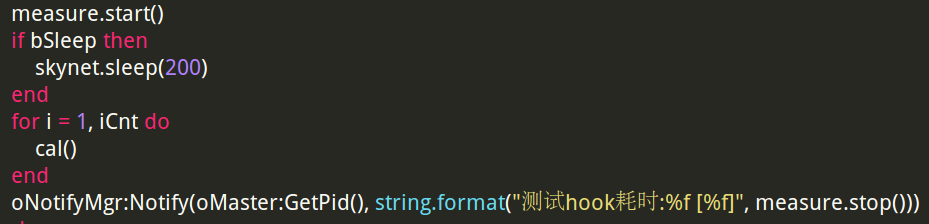 measure.start()
if bSleep then
    skynet.sleep(200)
end
for i = 1, iCnt do
    cal()
end
oNotifyMgr:Notify(oMaster:GetPid(), string.format("测试hook耗时:%f [%f]", measure.stop()))